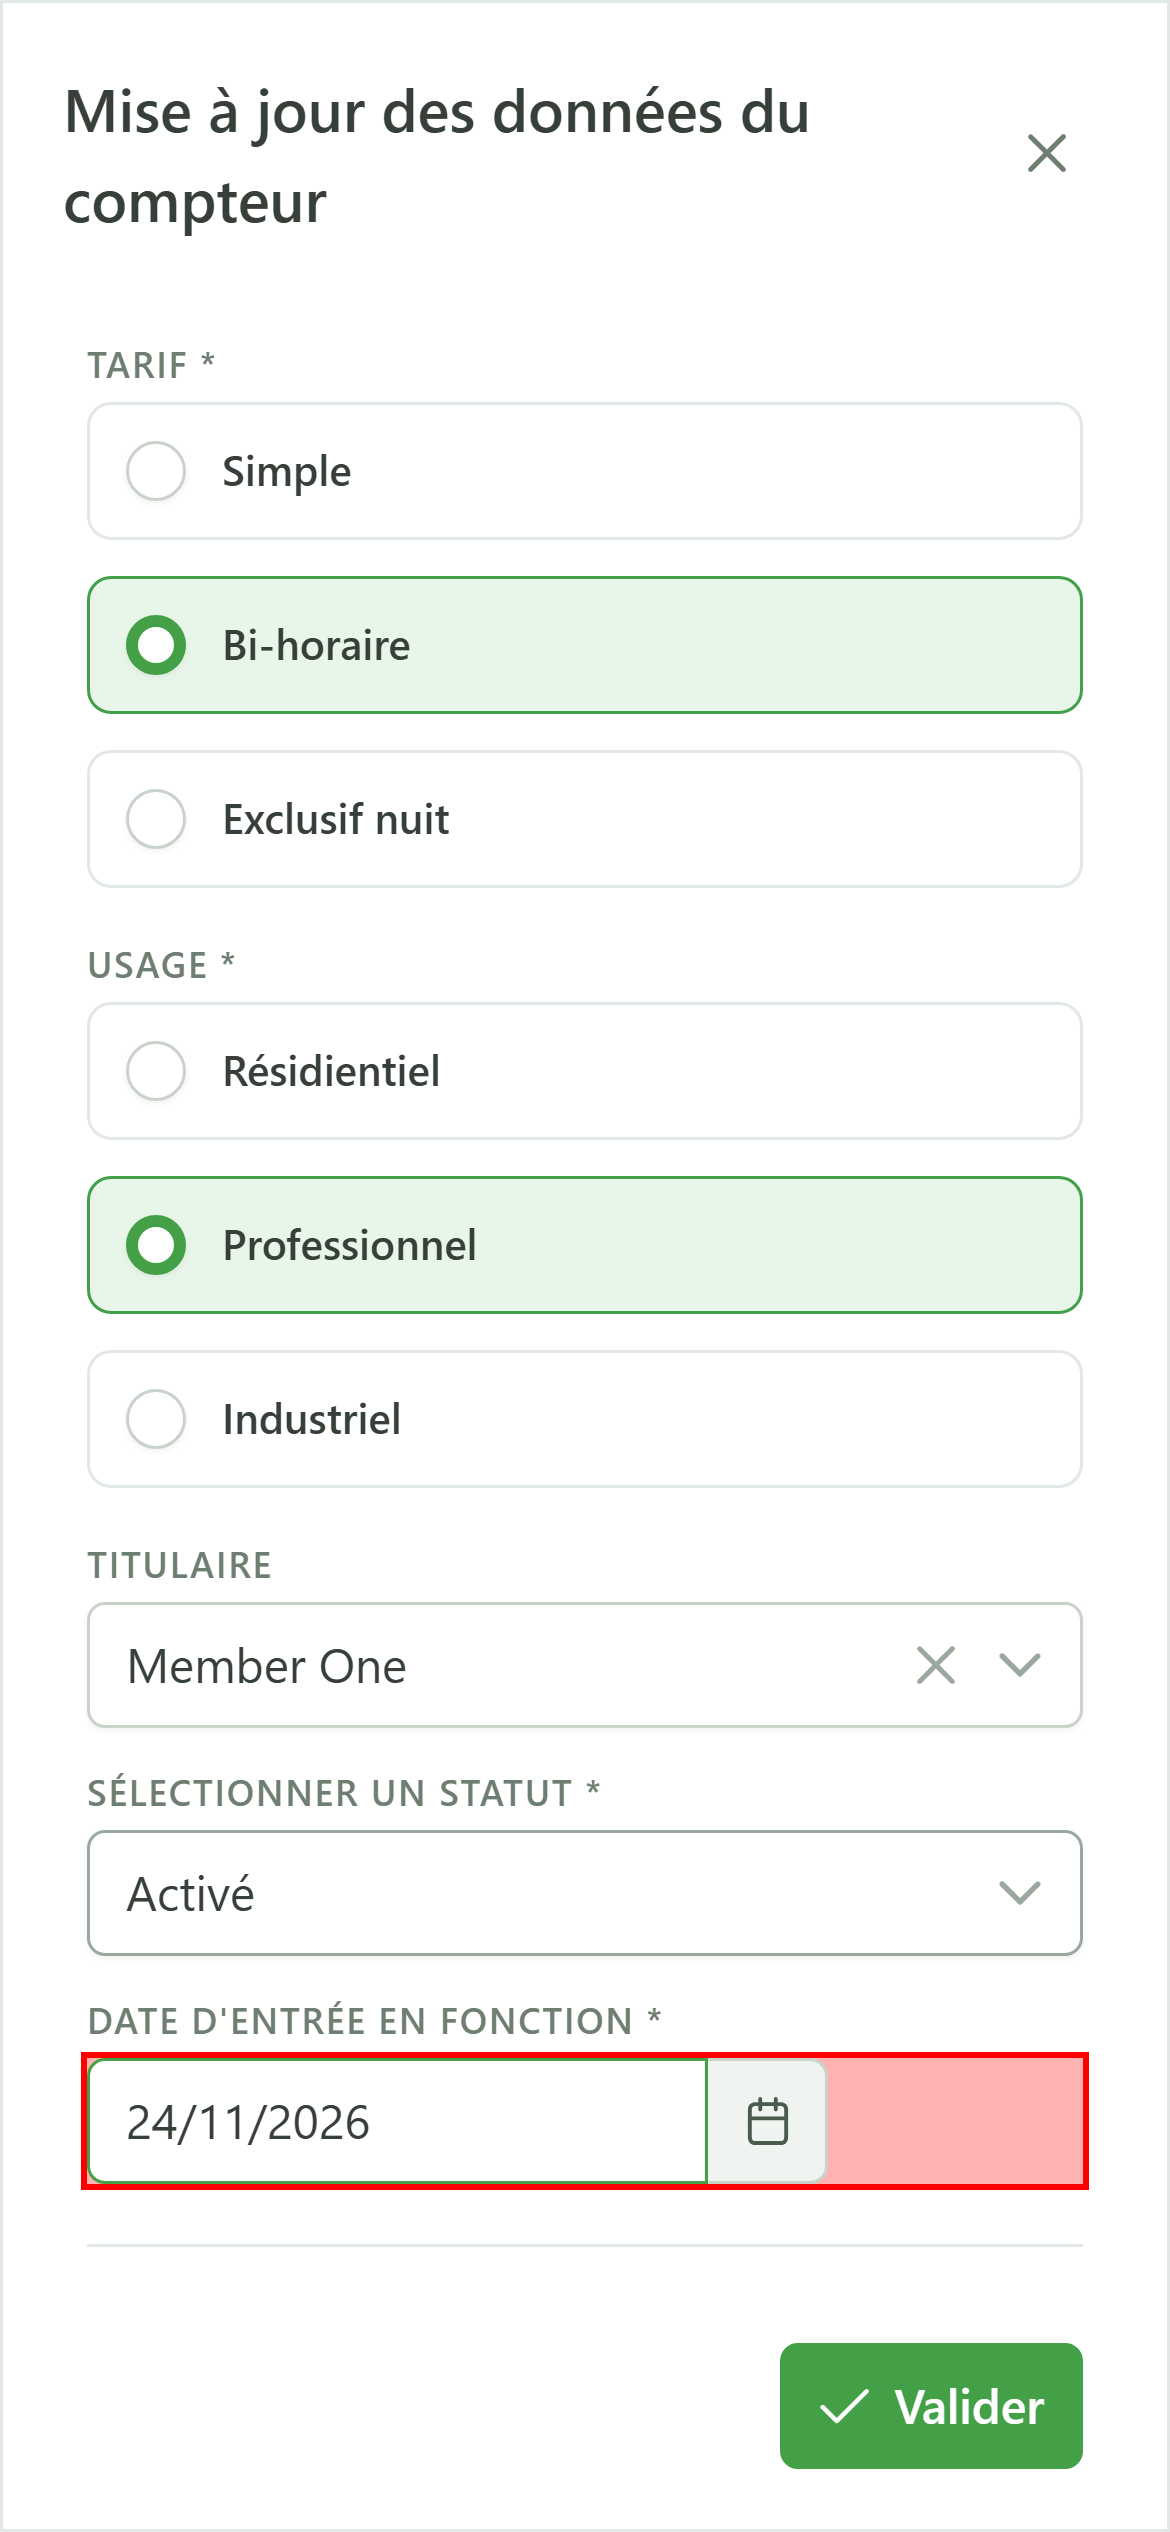 Mise à jour des données du
compteur
TARIF *
Simple
Bi-horaire
Exclusif nuit
USAGE *
Résidientiel
Professionnel
Industriel
TITULAIRE
Member One
SÉLECTIONNER UN STATUT *
Activé
DATE D'ENTRÉE EN FONCTION *
24/11/2026
Valider